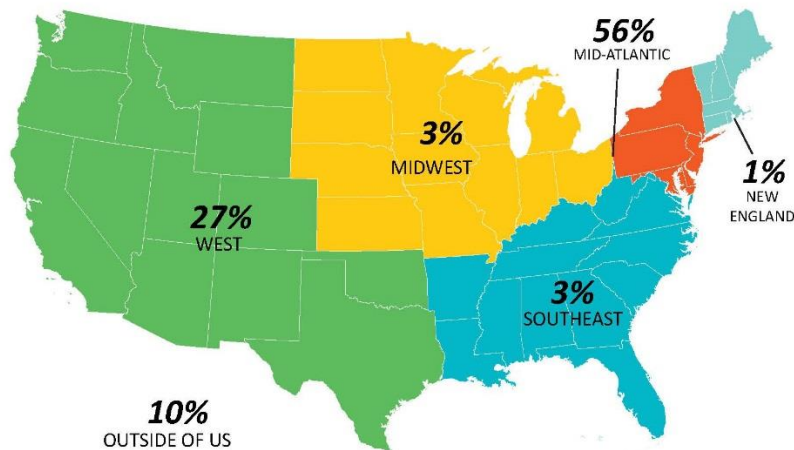 56%
MID-ATLANTIC
3%
MIDWEST
1%
NEW
ENGLAND
27%
WEST
3%
SOUTHEAST
10%
OUTSIDE OF US